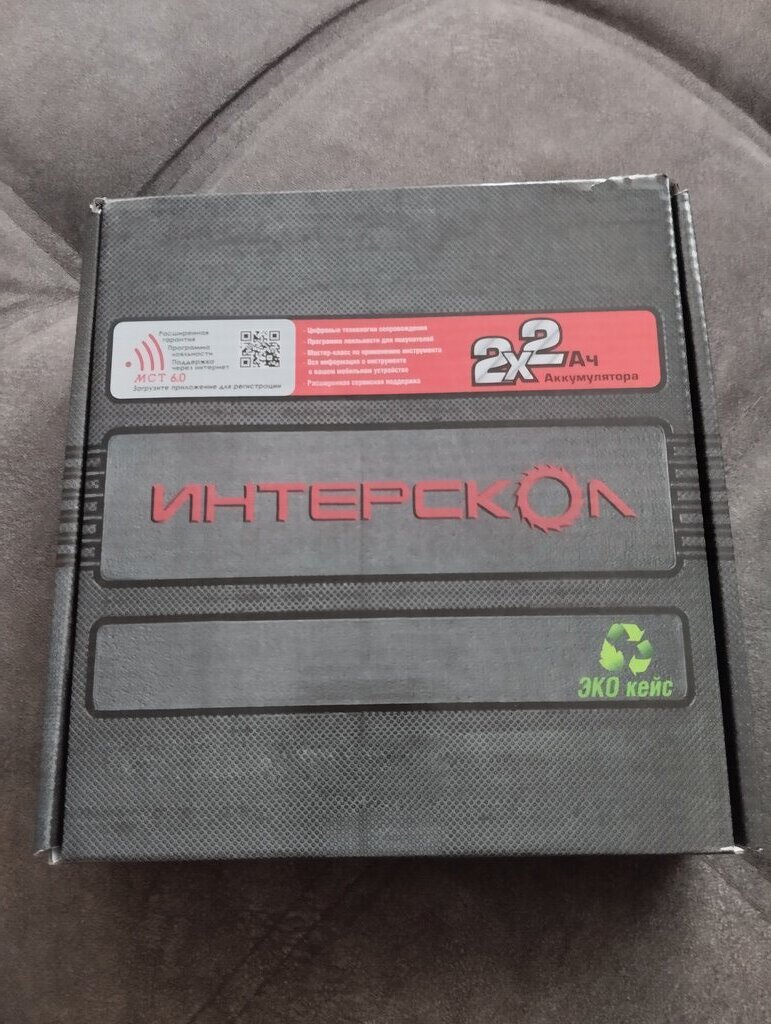 Расширенная
гарантия
Программа
лояльности
Поддержка
через интернет
МСТ 6.0
Загрузите приложение для регистрации
- Цифровые технологии сопровождения
- Программа лояльности для покупателей
- Мастер-класс по применению инструмента
- Вся информация о инструменте
в вашем мобильном устройстве
- Расширенная сервисная поддержка
2x2 Ач
Аккумулятора
ИНТЕРСКОЛ
ЭКО кейс